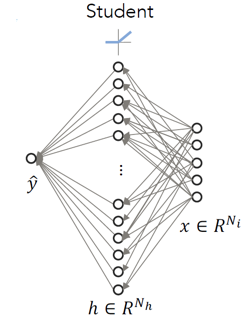 Student
⋮
ŷ
x ∈ R^{N_i}
h ∈ R^{N_h}